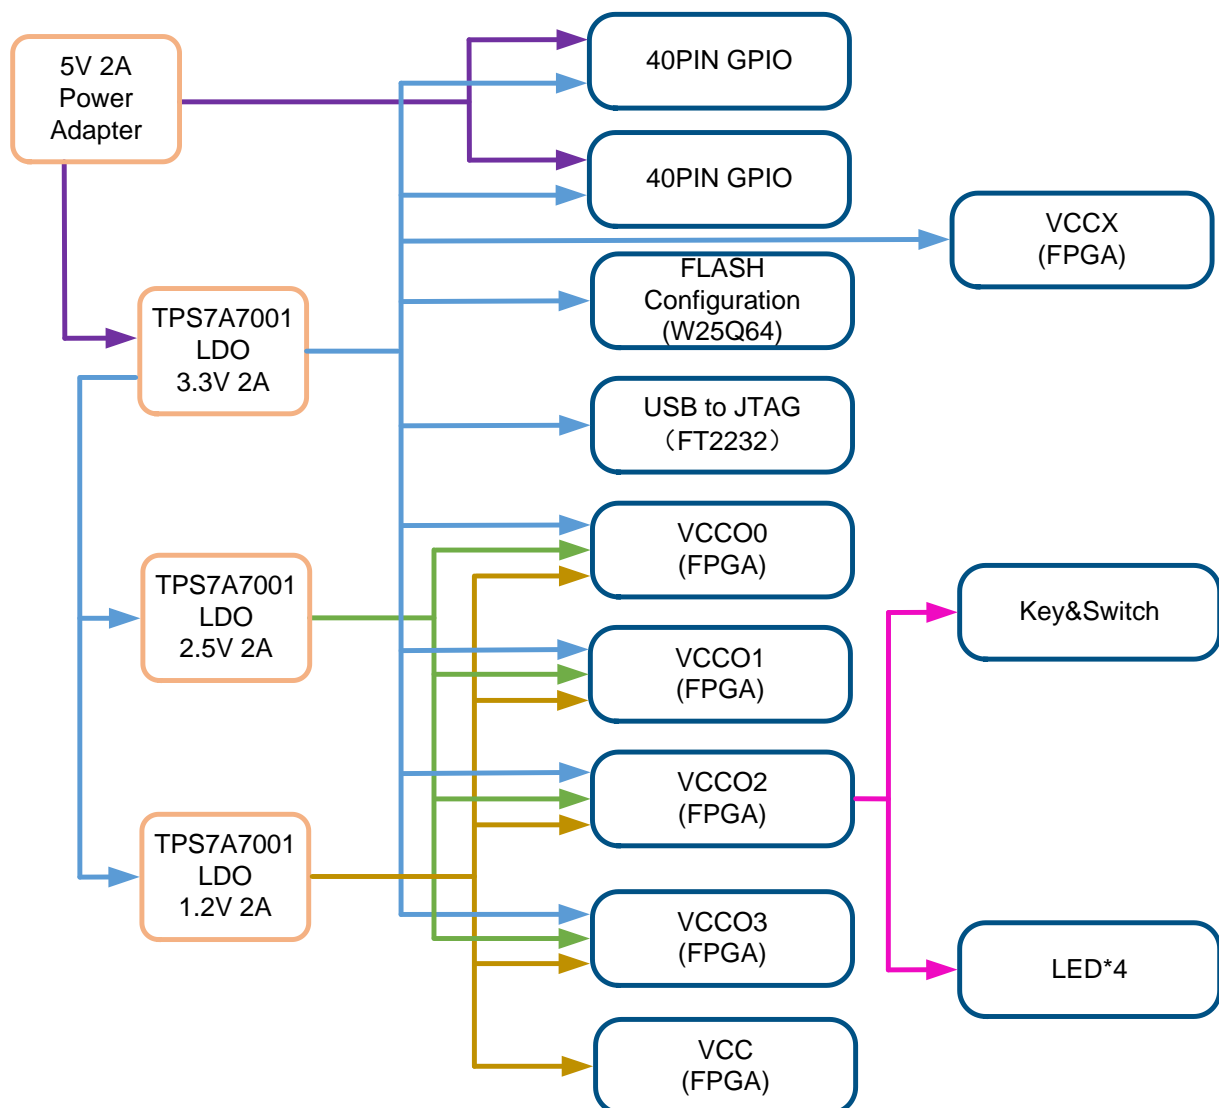 5V 2A
Power
Adapter
40PIN GPIO
40PIN GPIO
VCCX
(FPGA)
FLASH
Configuration
(W25Q64)
TPS7A7001
LDO
3.3V 2A
USB to JTAG
（FT2232）
VCCO0
(FPGA)
TPS7A7001
LDO
2.5V 2A
Key&Switch
VCCO1
(FPGA)
VCCO2
(FPGA)
TPS7A7001
LDO
1.2V 2A
VCCO3
(FPGA)
LED*4
VCC
(FPGA)